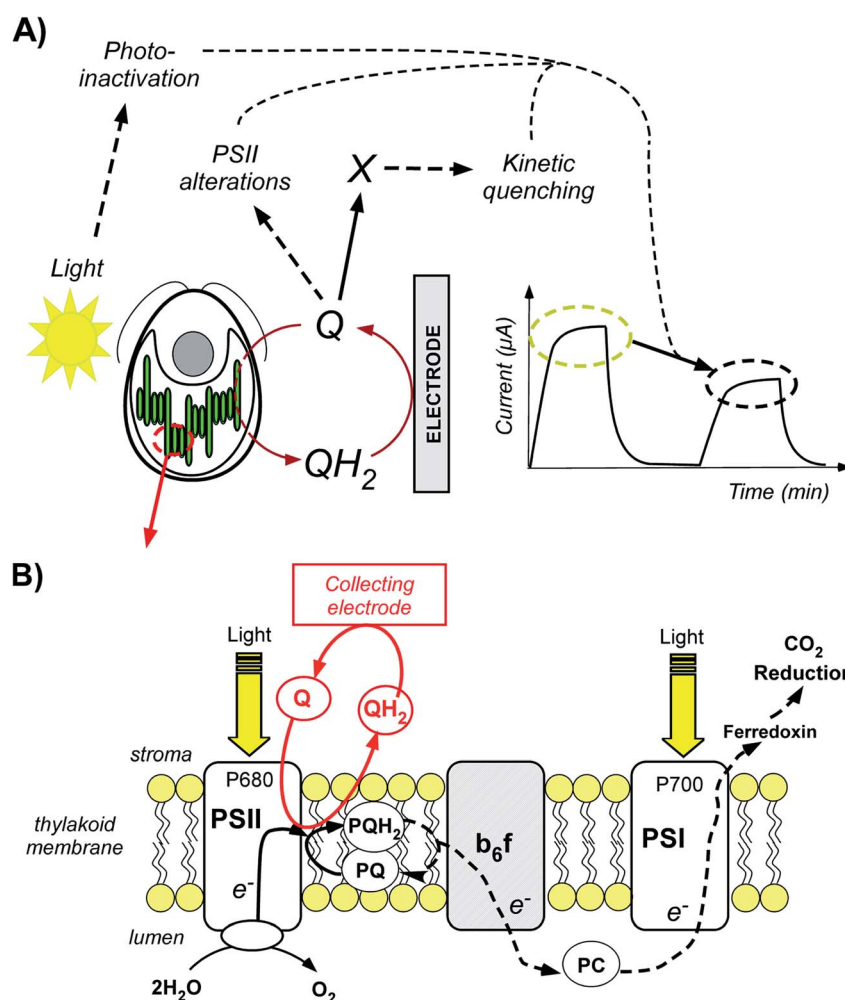 A)
Photo-
inactivation
PSII
alterations
X
Kinetic
quenching
Light
Q
QH₂
ELECTRODE
Current (µA)
Time (min)
B)
Collecting
electrode
Light
Light
CO₂
Reduction
Q
QH₂
Ferredoxin
stroma
P680
P700
PSII
PQH₂
b₆f
PSI
thylakoid
membrane
PQ
e⁻
e⁻
e⁻
lumen
PC
2H₂O
O₂